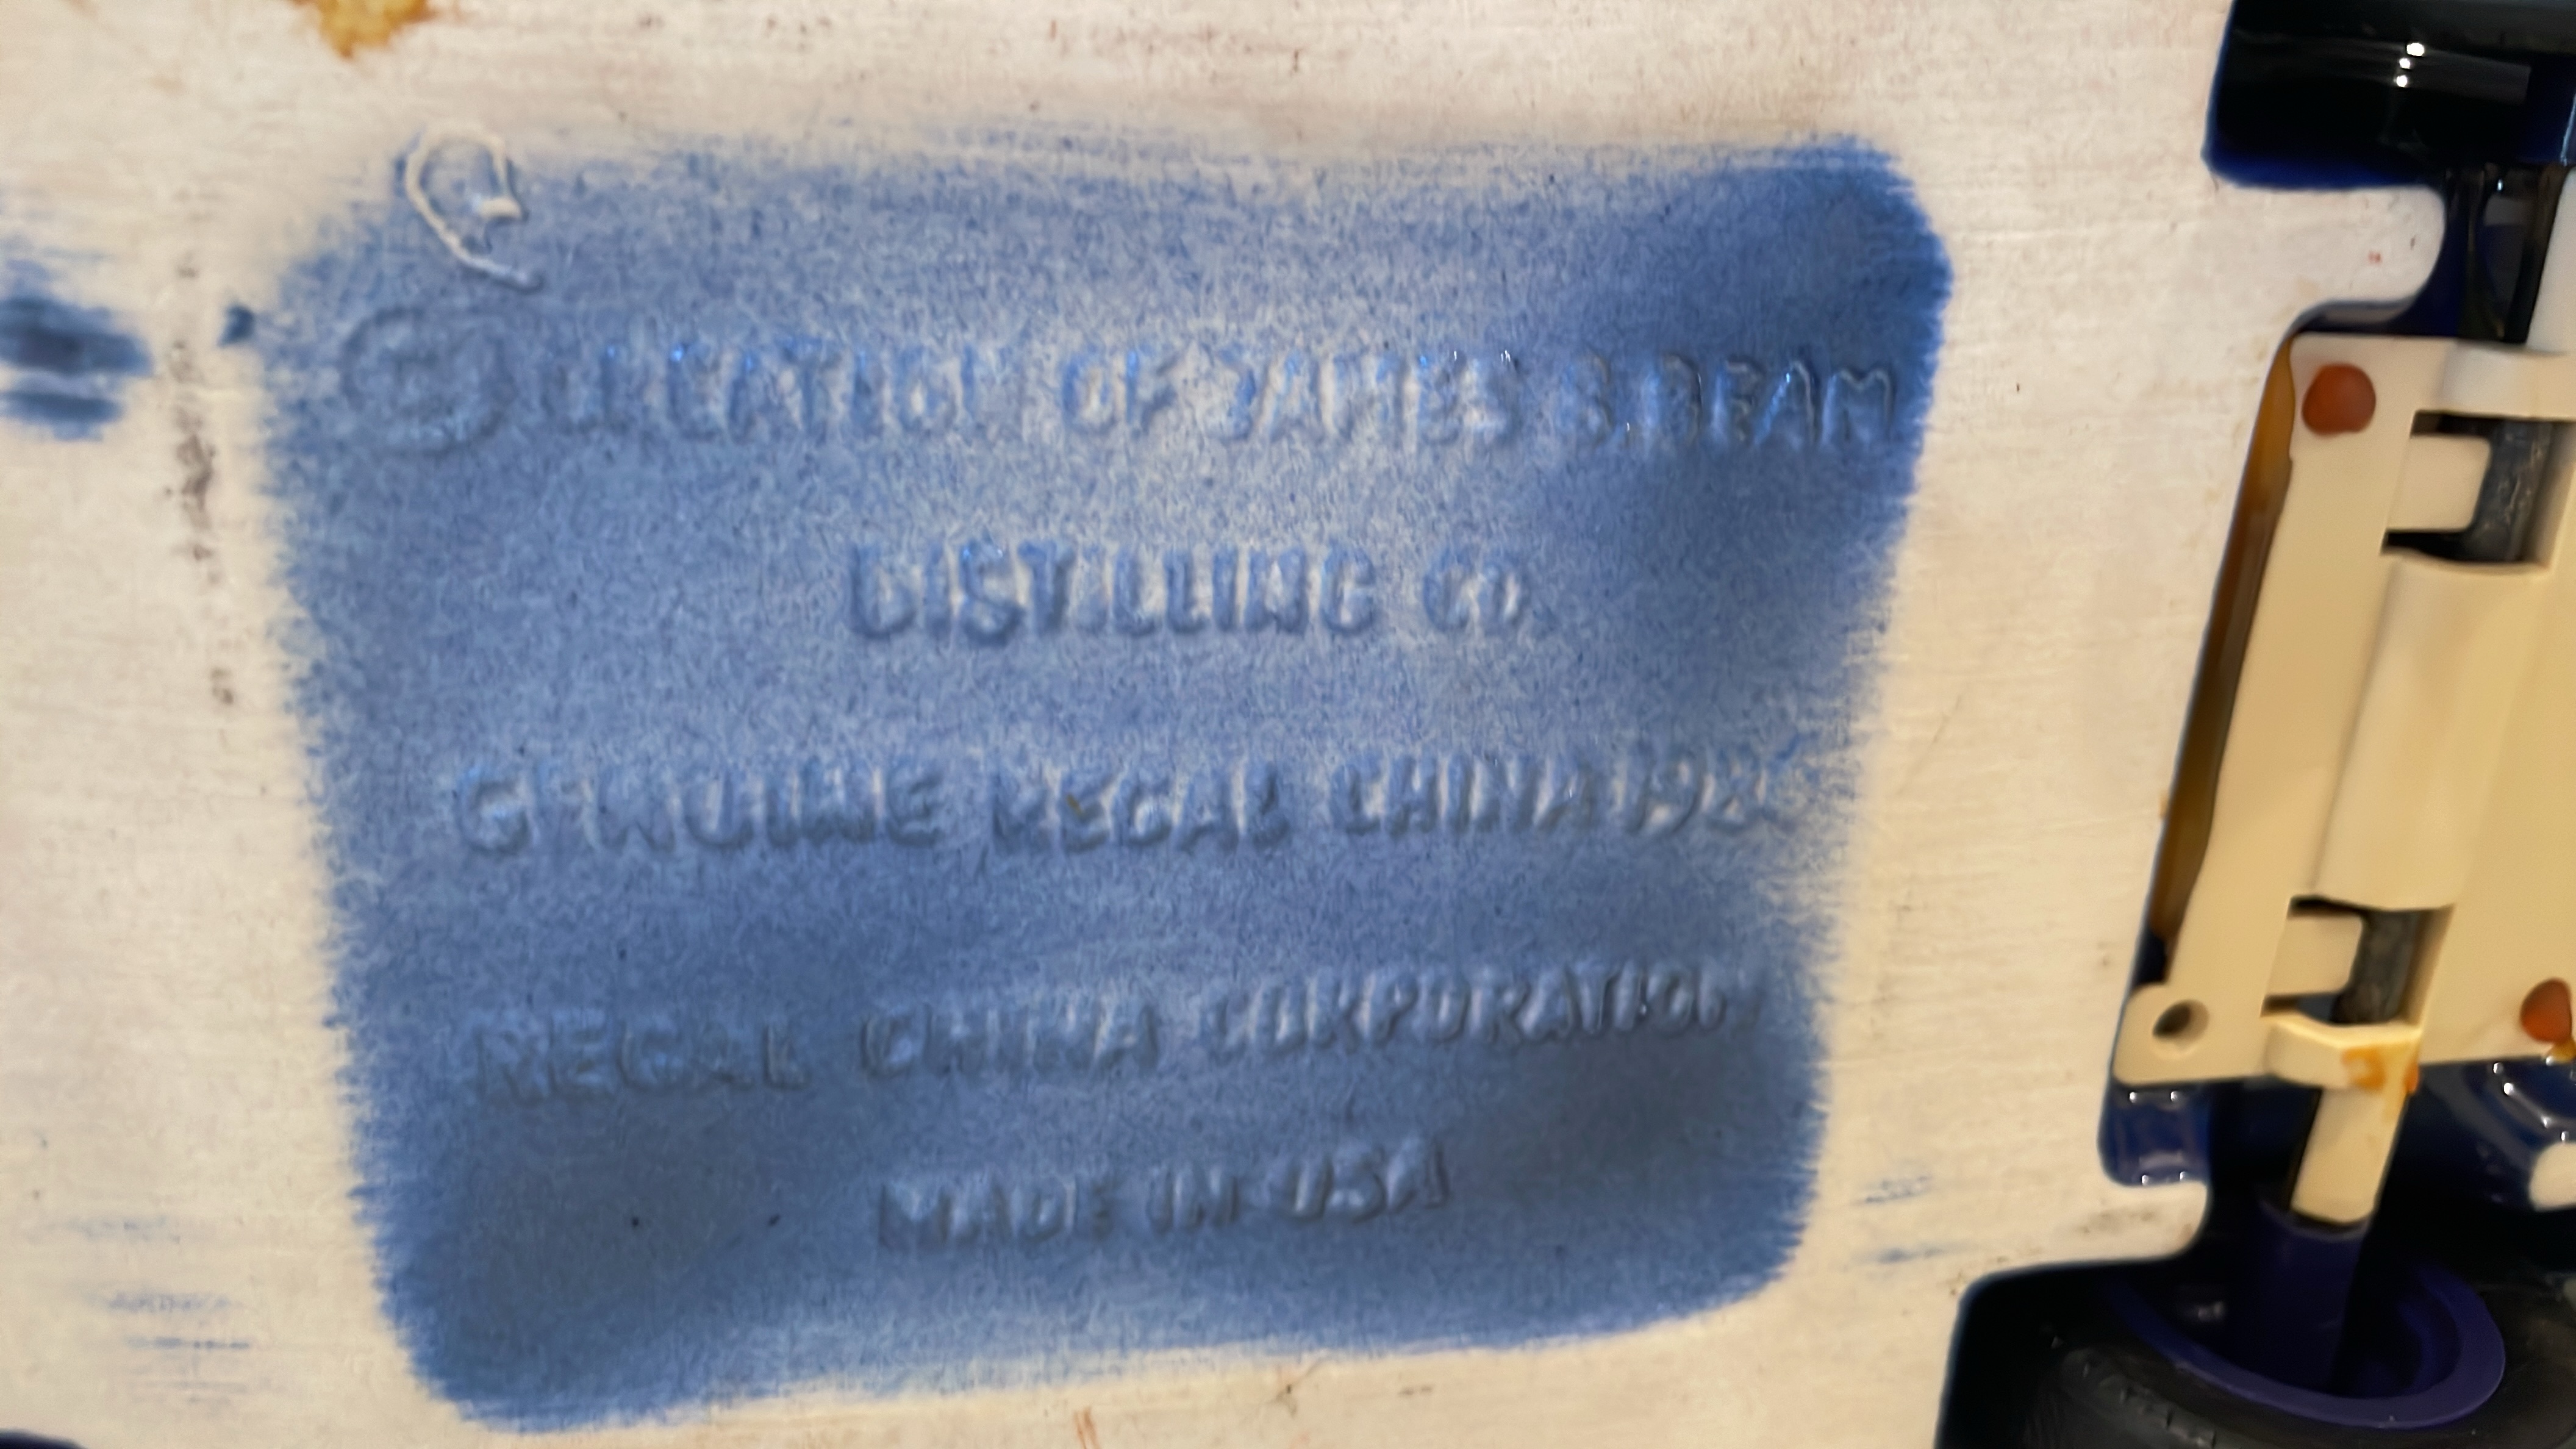 © CREATION OF JAMES B. BEAM
DISTILLING CO
GENUINE REGAL CHINA
REGAL CHINA CORPORATION
MADE IN USA